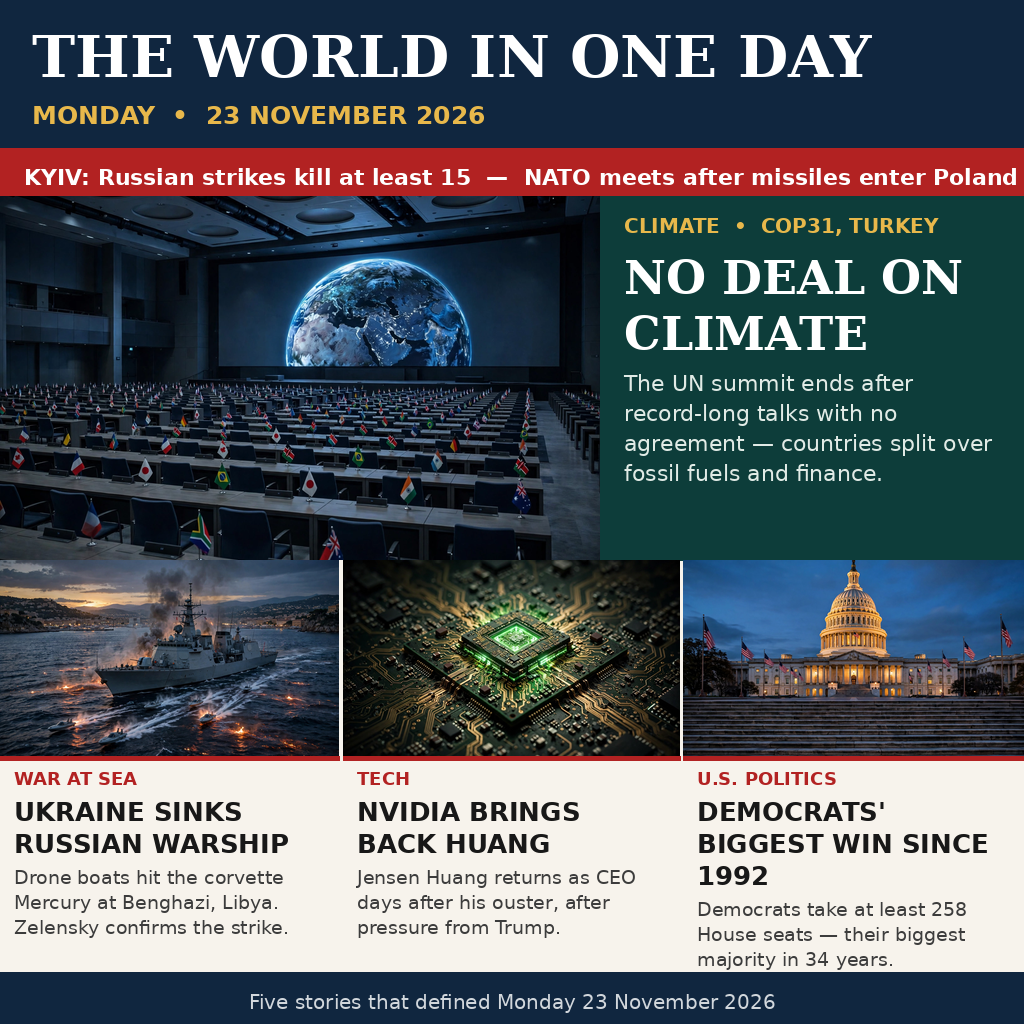 THE WORLD IN ONE DAY
MONDAY • 23 NOVEMBER 2026
KYIV: Russian strikes kill at least 15 — NATO meets after missiles enter Poland
CLIMATE • COP31, TURKEY
NO DEAL ON
CLIMATE
The UN summit ends after
record-long talks with no
agreement — countries split over
fossil fuels and finance.
WAR AT SEA
UKRAINE SINKS
RUSSIAN WARSHIP
Drone boats hit the corvette
Mercury at Benghazi, Libya.
Zelensky confirms the strike.
TECH
NVIDIA BRINGS
BACK HUANG
Jensen Huang returns as CEO
days after his ouster, after
pressure from Trump.
U.S. POLITICS
DEMOCRATS'
BIGGEST WIN SINCE
1992
Democrats take at least 258
House seats — their biggest
majority in 34 years.
Five stories that defined Monday 23 November 2026